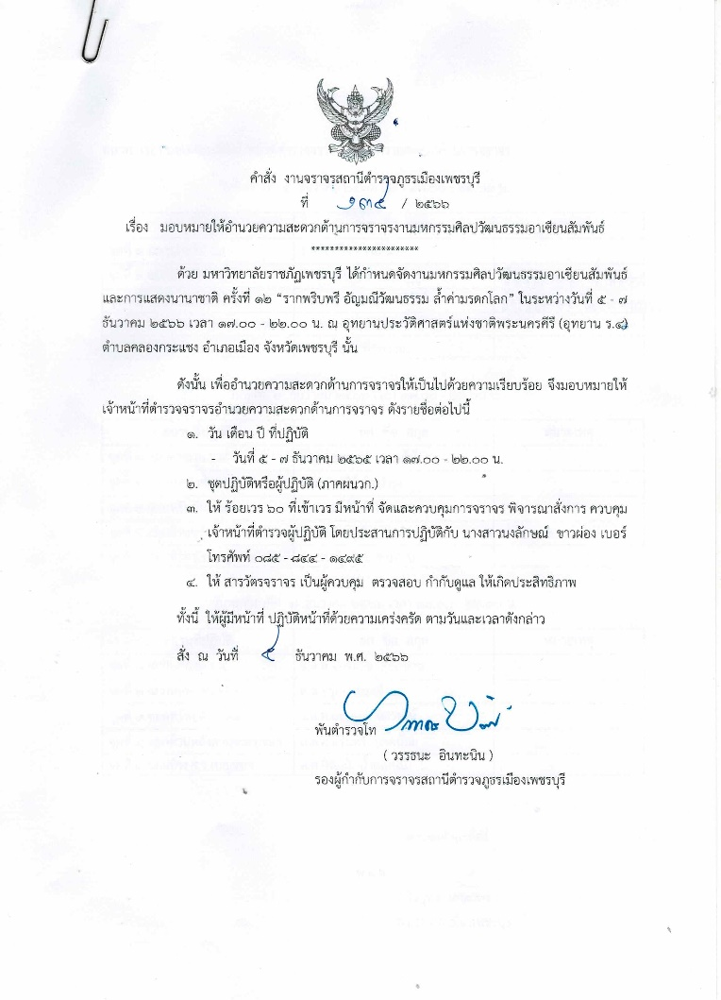 คำสั่ง งานจราจรสถานีตำรวจภูธรเมืองเพชรบุรี
ที่ ๑๓๕ / ๒๕๖๖
เรื่อง มอบหมายให้อำนวยความสะดวกด้านการจราจรงานมหกรรมศิลปวัฒนธรรมอาเซียนสัมพันธ์
***********************
ด้วย มหาวิทยาลัยราชภัฏเพชรบุรี ได้กำหนดจัดงานมหกรรมศิลปวัฒนธรรมอาเซียนสัมพันธ์
และการแสดงนานาชาติ ครั้งที่ ๑๒ “รากพริบพรี อัญมณีวัฒนธรรม ล้ำค่ามรดกโลก” ในระหว่างวันที่ ๕ - ๗
ธันวาคม ๒๕๖๖ เวลา ๑๗.๐๐ - ๒๒.๐๐ น. ณ อุทยานประวัติศาสตร์แห่งชาติพระนครคีรี (อุทยาน ร.๔)
ตำบลคลองกระแชง อำเภอเมือง จังหวัดเพชรบุรี นั้น
ดังนั้น เพื่ออำนวยความสะดวกด้านการจราจรให้เป็นไปด้วยความเรียบร้อย จึงมอบหมายให้
เจ้าหน้าที่ตำรวจจราจรอำนวยความสะดวกด้านการจราจร ดังรายชื่อต่อไปนี้
๑. วัน เดือน ปี ที่ปฏิบัติ
- วันที่ ๕ - ๗ ธันวาคม ๒๕๖๕ เวลา ๑๗.๐๐ - ๒๒.๐๐ น.
๒. ชุดปฏิบัติหรือผู้ปฏิบัติ (ภาคผนวก.)
๓. ให้ ร้อยเวร ๖๐ ที่เข้าเวร มีหน้าที่ จัดและควบคุมการจราจร พิจารณาสั่งการ ควบคุม
เจ้าหน้าที่ตำรวจผู้ปฏิบัติ โดยประสานการปฏิบัติกับ นางสาวนงลักษณ์ ขาวผ่อง เบอร์
โทรศัพท์ ๐๘๕ - ๘๔๔ - ๑๔๙๕
๔. ให้ สารวัตรจราจร เป็นผู้ควบคุม ตรวจสอบ กำกับดูแล ให้เกิดประสิทธิภาพ
ทั้งนี้ ให้ผู้มีหน้าที่ ปฏิบัติหน้าที่ด้วยความเคร่งครัด ตามวันและเวลาดังกล่าว
สั่ง ณ วันที่ ๕ ธันวาคม พ.ศ. ๒๕๖๖
พันตำรวจโท
( วรรธนะ อินทะนิน )
รองผู้กำกับการจราจรสถานีตำรวจภูธรเมืองเพชรบุรี